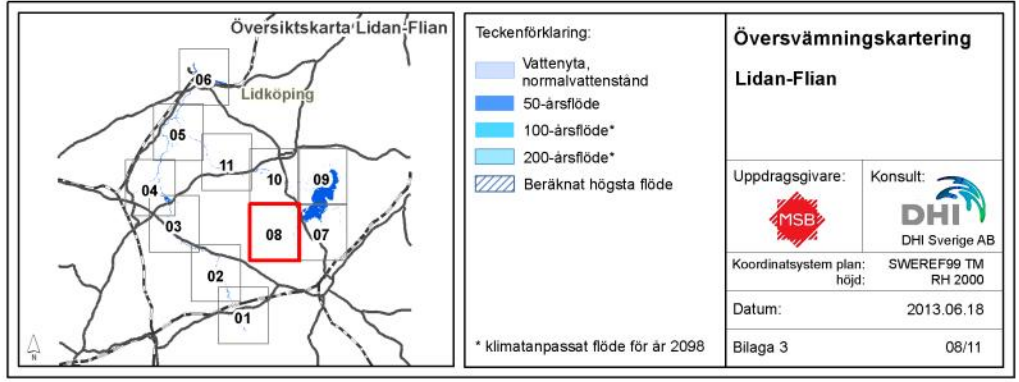 Översiktskarta Lidan-Flian
06
Lidköping
05
11
04
10
09
03
08
07
02
01
N
Teckenförklaring:
Vattenyta,
normalvattenstånd
50-årsflöde
100-årsflöde*
200-årsflöde*
Beräknat högsta flöde
* klimatanpassat flöde för år 2098
Översvämningskartering
Lidan-Flian
Uppdragsgivare:
MSB
Konsult:
DHI
DHI Sverige AB
Koordinatsystem plan: SWEREF99 TM
höjd: RH 2000
Datum: 2013.06.18
Bilaga 3 08/11